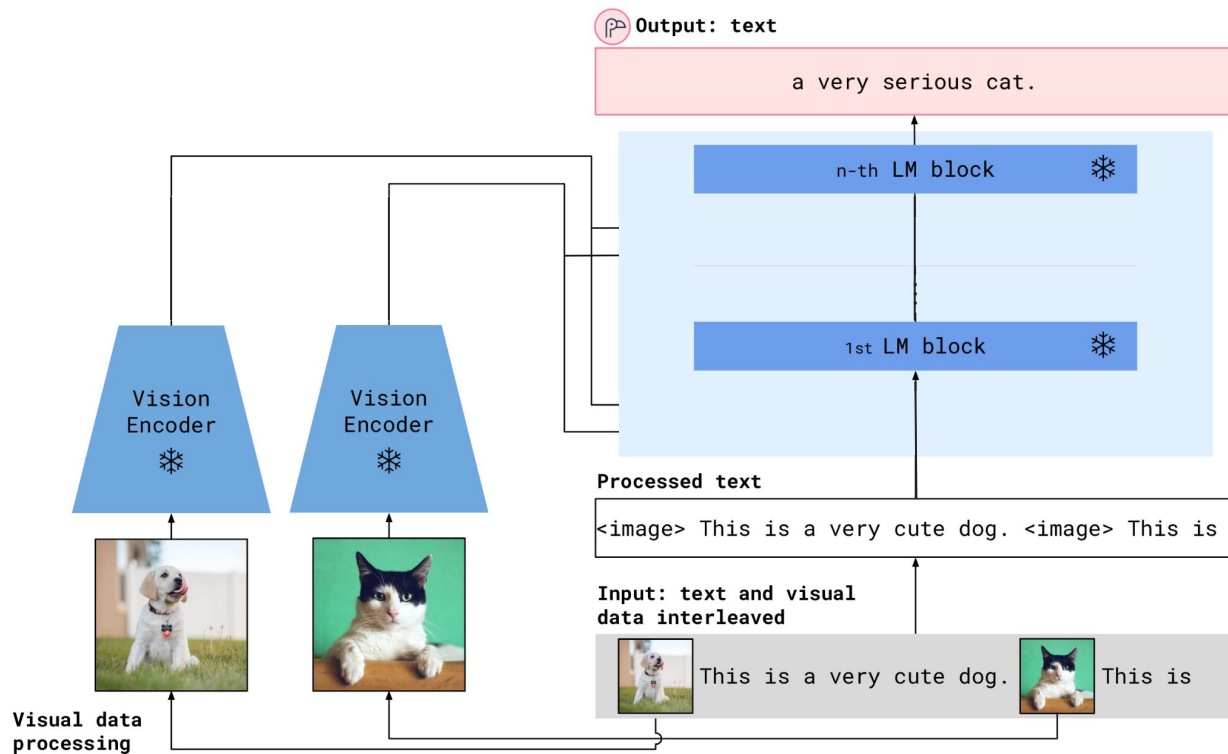 Output: text
a very serious cat.
n-th LM block
1st LM block
Vision
Encoder
Vision
Encoder
Processed text
<image> This is a very cute dog. <image> This is
Input: text and visual
data interleaved
This is a very cute dog. This is
Visual data
processing